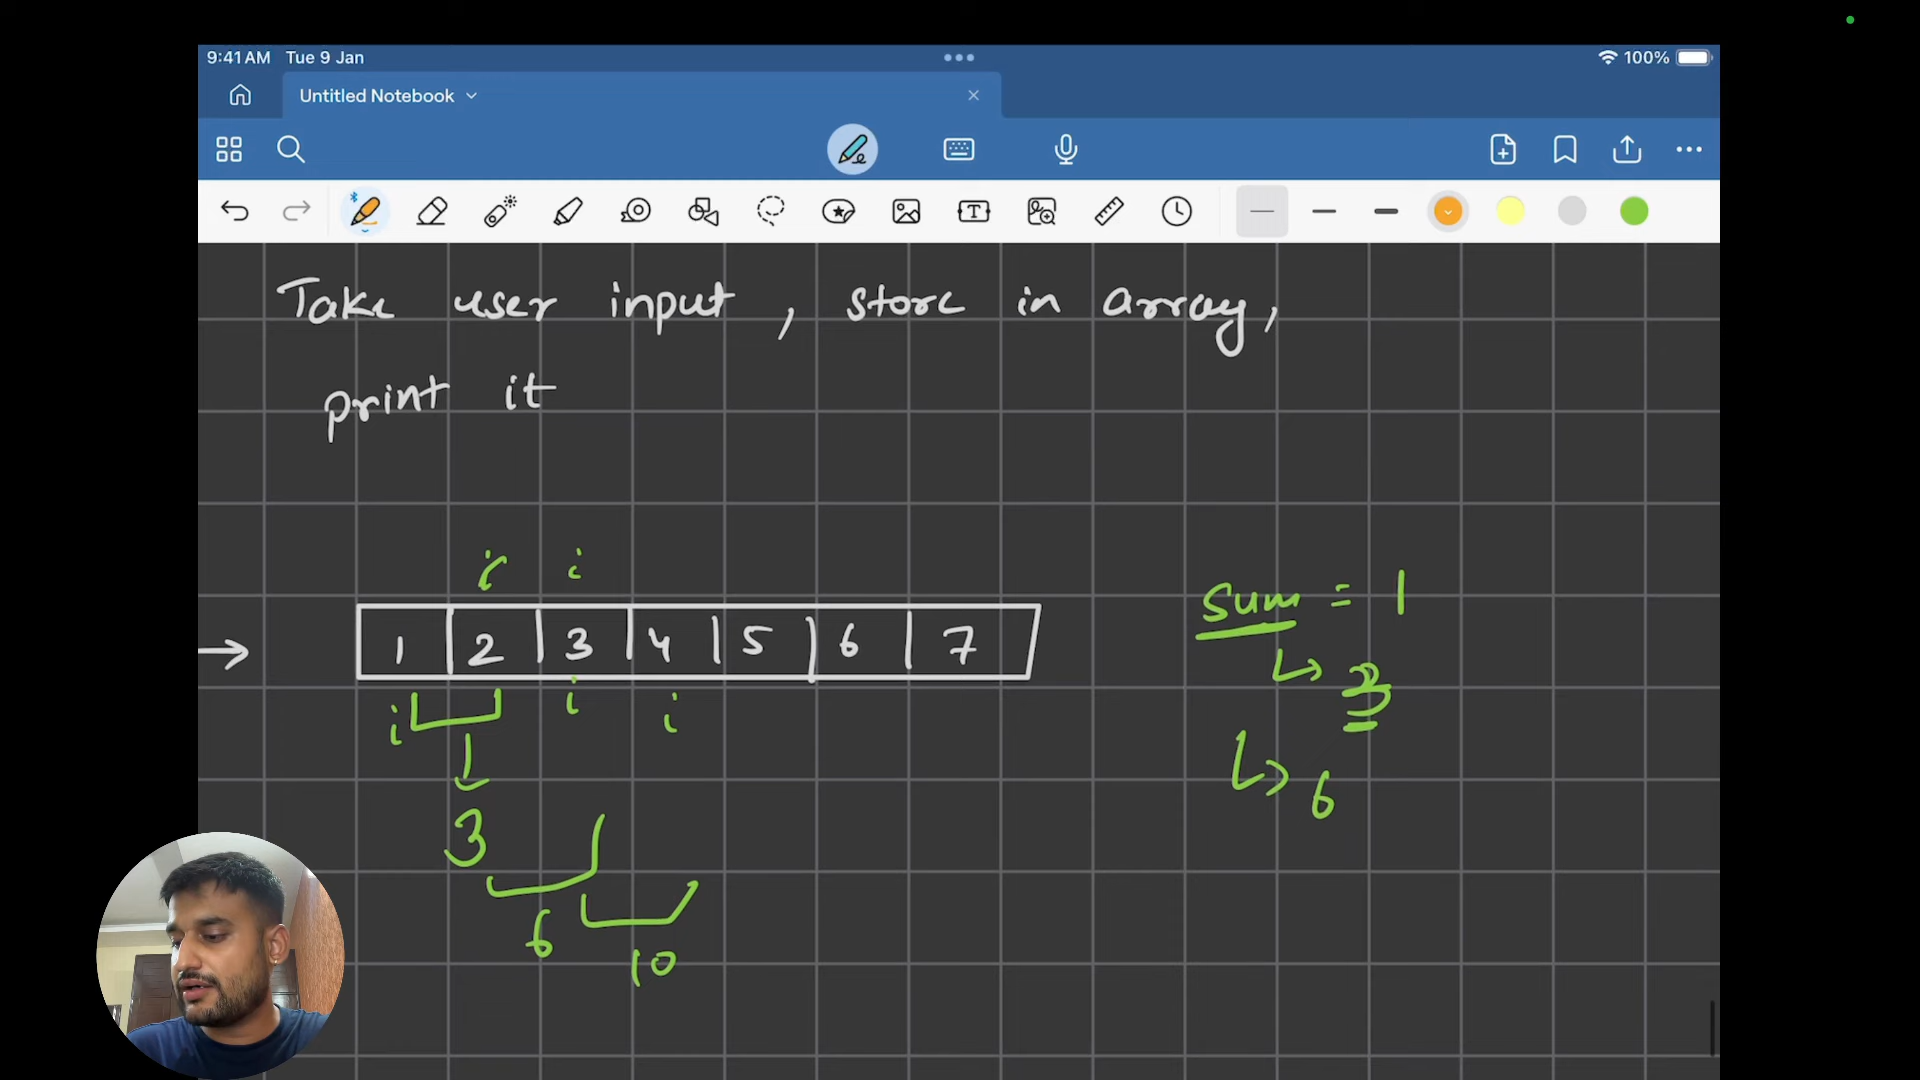 9:41 AM Tue 9 Jan 100%
Untitled Notebook
Take user input, store in array,
print it
i i
1 2 3 4 5 6 7
i i i
3
6
10
sum = 1
3
6